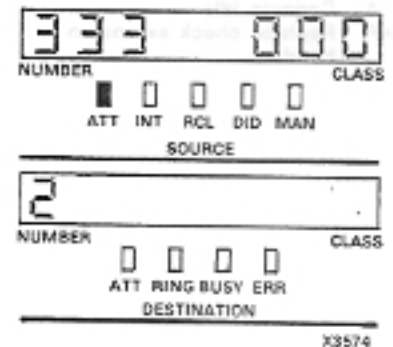 333 000
NUMBER CLASS
ATT INT RCL DID MAN
SOURCE
2
NUMBER CLASS
ATT RING BUSY ERR
DESTINATION
X3574